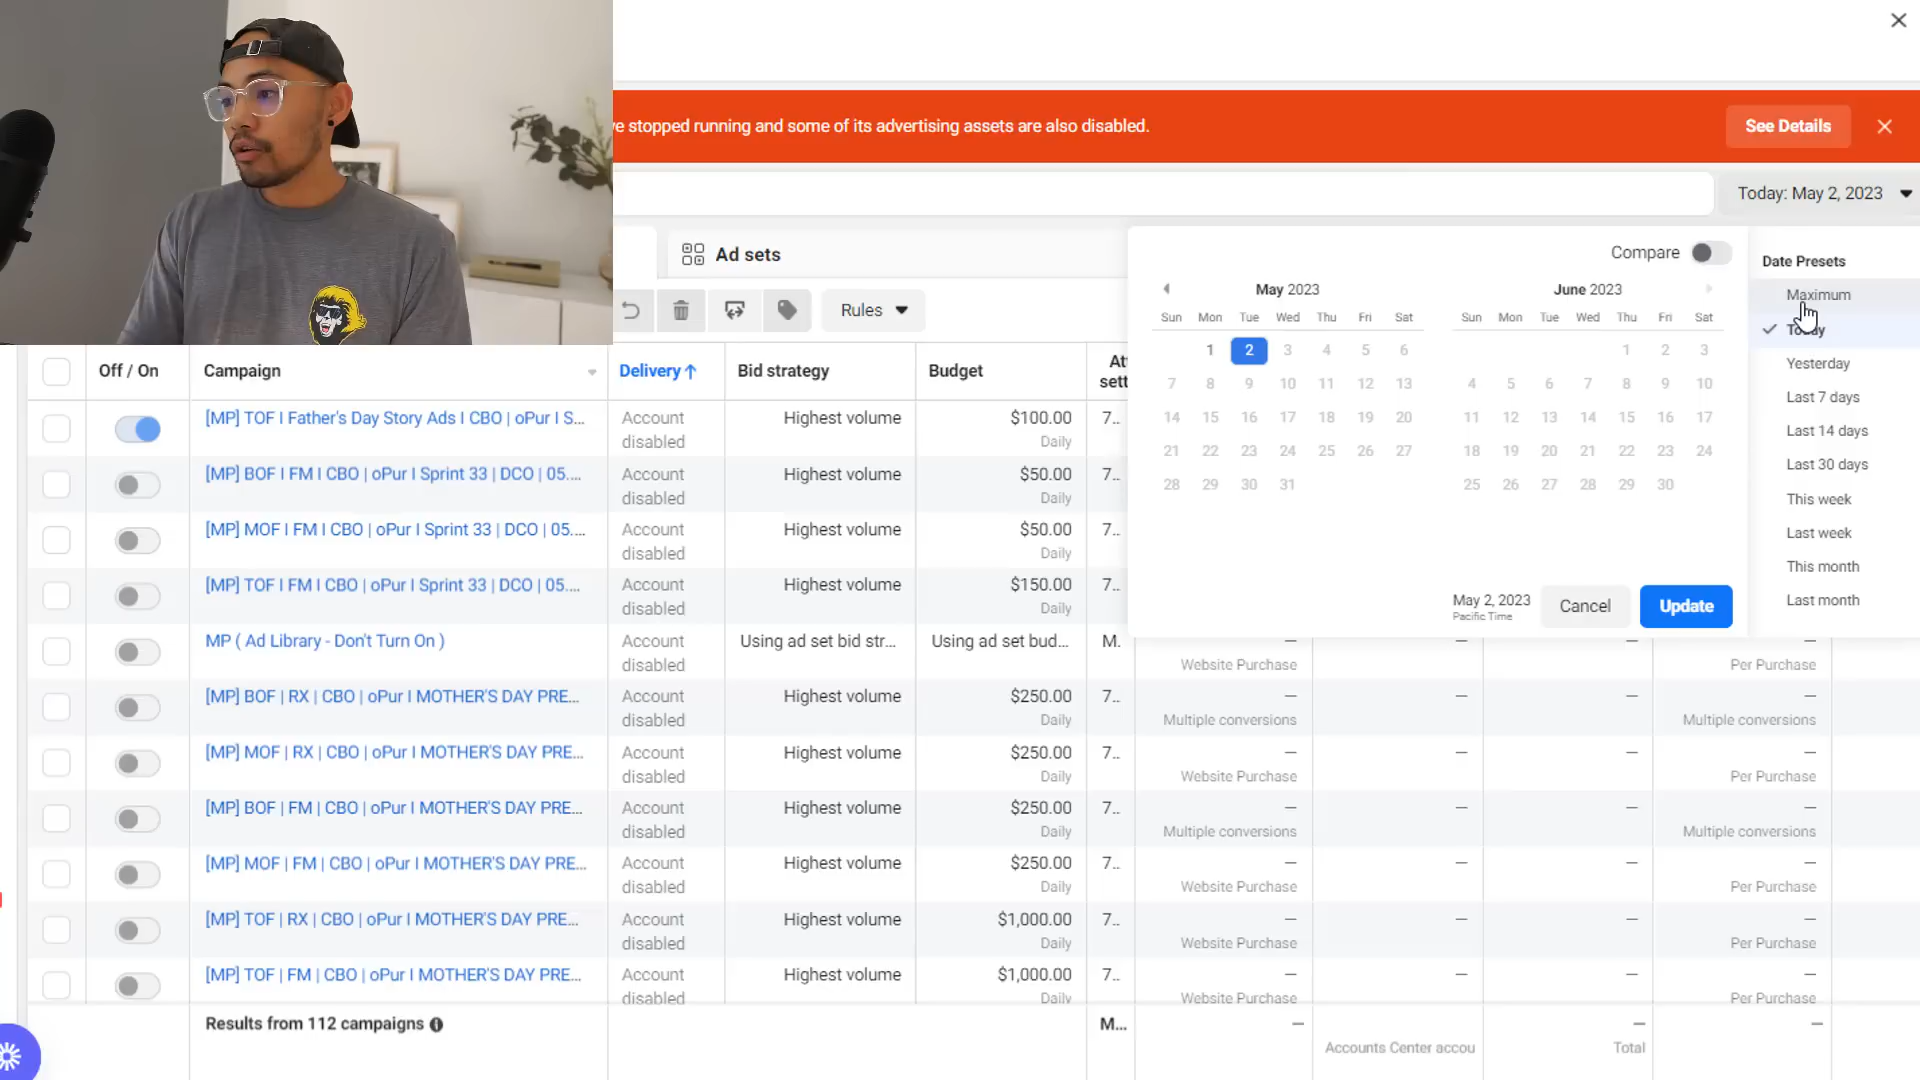 ve stopped running and some of its advertising assets are also disabled.
See Details
Today: May 2, 2023
Ad sets
Rules
Compare
May 2023
June 2023
Sun Mon Tue Wed Thu Fri Sat
Sun Mon Tue Wed Thu Fri Sat
1 2 3 4 5 6
1 2 3
7 8 9 10 11 12 13
4 5 6 7 8 9 10
14 15 16 17 18 19 20
11 12 13 14 15 16 17
21 22 23 24 25 26 27
18 19 20 21 22 23 24
28 29 30 31
25 26 27 28 29 30
May 2, 2023
Pacific Time
Cancel
Update
Date Presets
Maximum
Today
Yesterday
Last 7 days
Last 14 days
Last 30 days
This week
Last week
This month
Last month
Off / On
Campaign
Delivery↑
Bid strategy
Budget
At
sett
[MP] TOF I Father's Day Story Ads I CBO | oPur I S...
Account
disabled
Highest volume
$100.00
Daily
7..
[MP] BOF I FM I CBO | oPur I Sprint 33 | DCO | 05....
Account
disabled
Highest volume
$50.00
Daily
7..
[MP] MOF I FM I CBO | oPur I Sprint 33 | DCO | 05....
Account
disabled
Highest volume
$50.00
Daily
7..
[MP] TOF I FM I CBO | oPur I Sprint 33 | DCO | 05....
Account
disabled
Highest volume
$150.00
Daily
7..
MP ( Ad Library - Don't Turn On )
Account
disabled
Using ad set bid str...
Using ad set bud...
M.
—
Website Purchase
—
—
—
Per Purchase
[MP] BOF | RX | CBO | oPur I MOTHER'S DAY PRE...
Account
disabled
Highest volume
$250.00
Daily
7..
—
Multiple conversions
—
—
—
Multiple conversions
[MP] MOF | RX | CBO | oPur I MOTHER'S DAY PRE...
Account
disabled
Highest volume
$250.00
Daily
7..
—
Website Purchase
—
—
—
Per Purchase
[MP] BOF | FM | CBO | oPur I MOTHER'S DAY PRE...
Account
disabled
Highest volume
$250.00
Daily
7..
—
Multiple conversions
—
—
—
Multiple conversions
[MP] MOF | FM | CBO | oPur I MOTHER'S DAY PRE...
Account
disabled
Highest volume
$250.00
Daily
7..
—
Website Purchase
—
—
—
Per Purchase
[MP] TOF | RX | CBO | oPur I MOTHER'S DAY PRE...
Account
disabled
Highest volume
$1,000.00
Daily
7..
—
Website Purchase
—
—
—
Per Purchase
[MP] TOF | FM | CBO | oPur I MOTHER'S DAY PRE...
Account
disabled
Highest volume
$1,000.00
Daily
7..
—
Website Purchase
—
—
—
Per Purchase
Results from 112 campaigns
M...
—
Accounts Center accou
—
Total
—